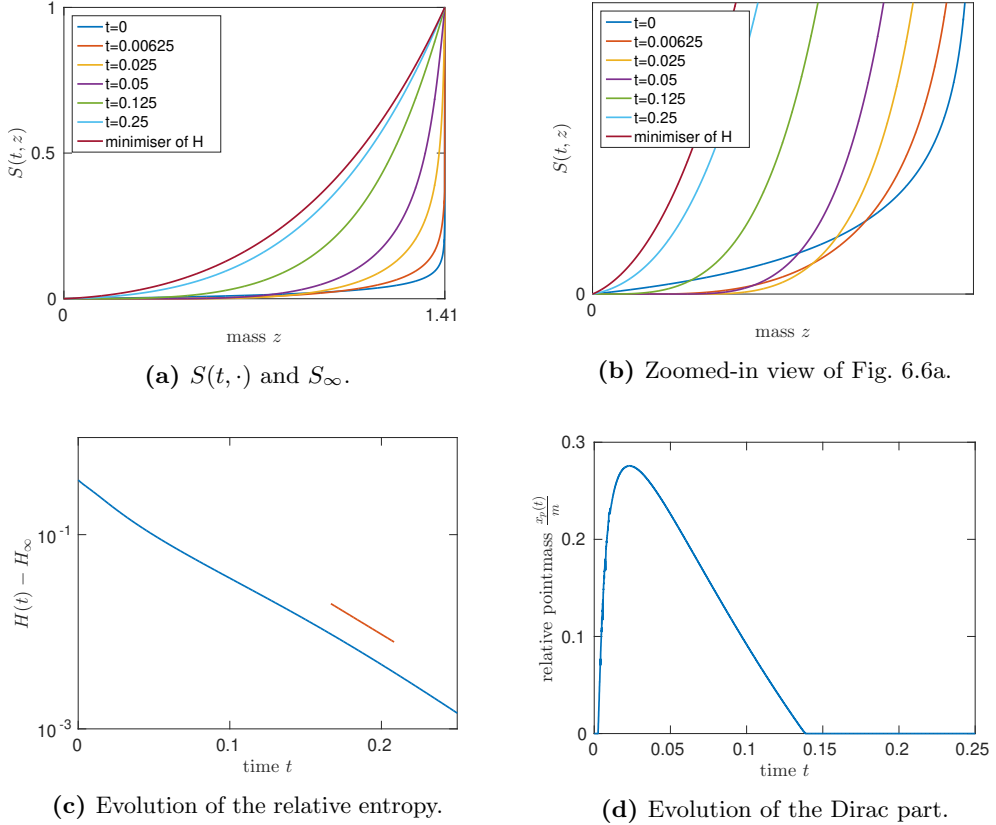 1
0.5
0
S(t, z)
t=0
t=0.00625
t=0.025
t=0.05
t=0.125
t=0.25
minimiser of H
0
1.41
mass z
(a) S(t, ·) and S∞.
S(t, z)
0
t=0
t=0.00625
t=0.025
t=0.05
t=0.125
t=0.25
minimiser of H
0
mass z
(b) Zoomed-in view of Fig. 6.6a.
H(t) − H∞
10⁻¹
10⁻³
0
0.1
0.2
time t
(c) Evolution of the relative entropy.
relative pointmass xₚ(t)/m
0.3
0.2
0.1
0
0
0.05
0.1
0.15
0.2
0.25
time t
(d) Evolution of the Dirac part.